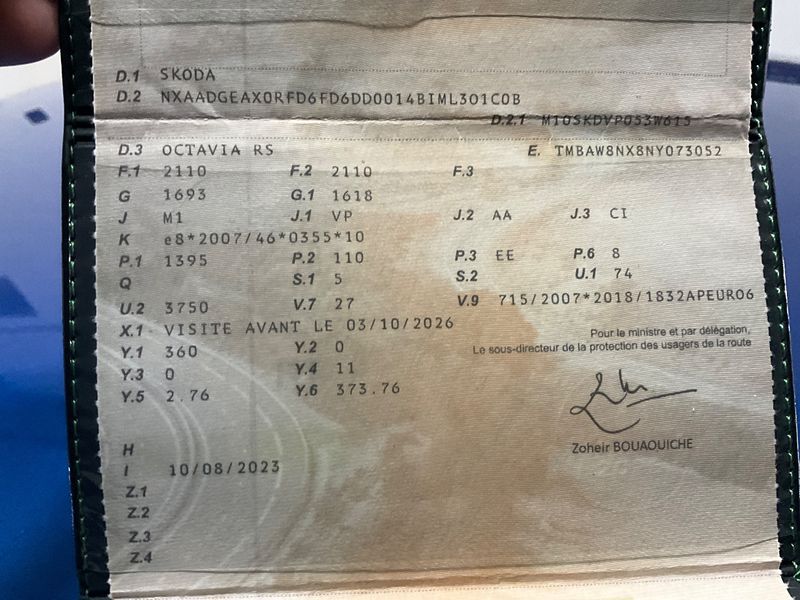 D.1 SKODA
D.2 NXAADGEAX0RFD6FD6DD0014BIML301C0B
D.2.1 M10SKDVP053W615
D.3 OCTAVIA RS E. TMBAW8NX8NY073052
F.1 2110 F.2 2110 F.3
G 1693 G.1 1618
J M1 J.1 VP J.2 AA J.3 CI
K e8*2007/46*0355*10
P.1 1395 P.2 110 P.3 EE P.6 8
Q S.1 5 S.2 U.1 74
U.2 3750 V.7 27 V.9 715/2007*2018/1832APEURO6
X.1 VISITE AVANT LE 03/10/2026
Pour le ministre et par délégation,
Le sous-directeur de la protection des usagers de la route
Y.1 360 Y.2 0
Y.3 0 Y.4 11
Y.5 2.76 Y.6 373.76
Zoheir BOUAOUICHE
H
I 10/08/2023
Z.1
Z.2
Z.3
Z.4